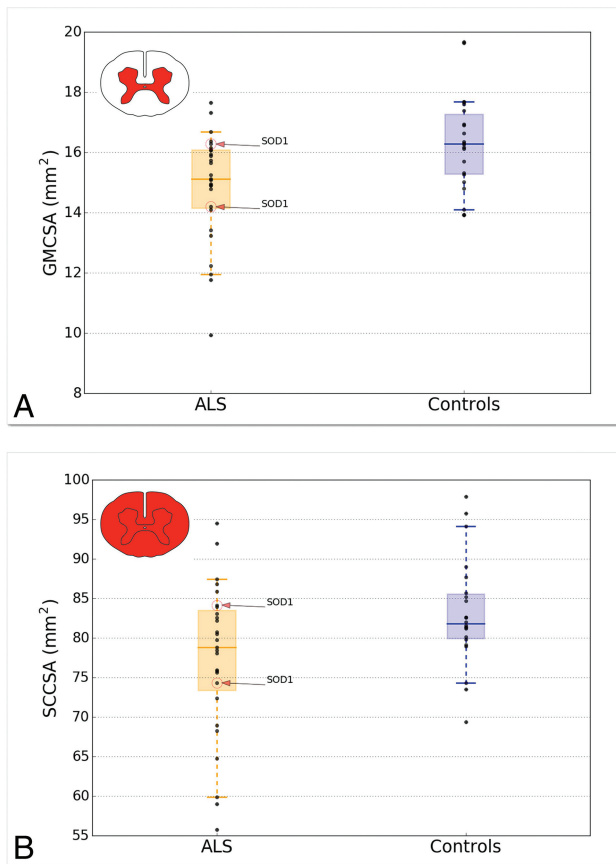 20
18
16
14
12
10
8
GMCSA (mm²)
SOD1
SOD1
ALS
Controls
A
100
95
90
85
80
75
70
65
60
55
SCCSA (mm²)
SOD1
SOD1
ALS
Controls
B